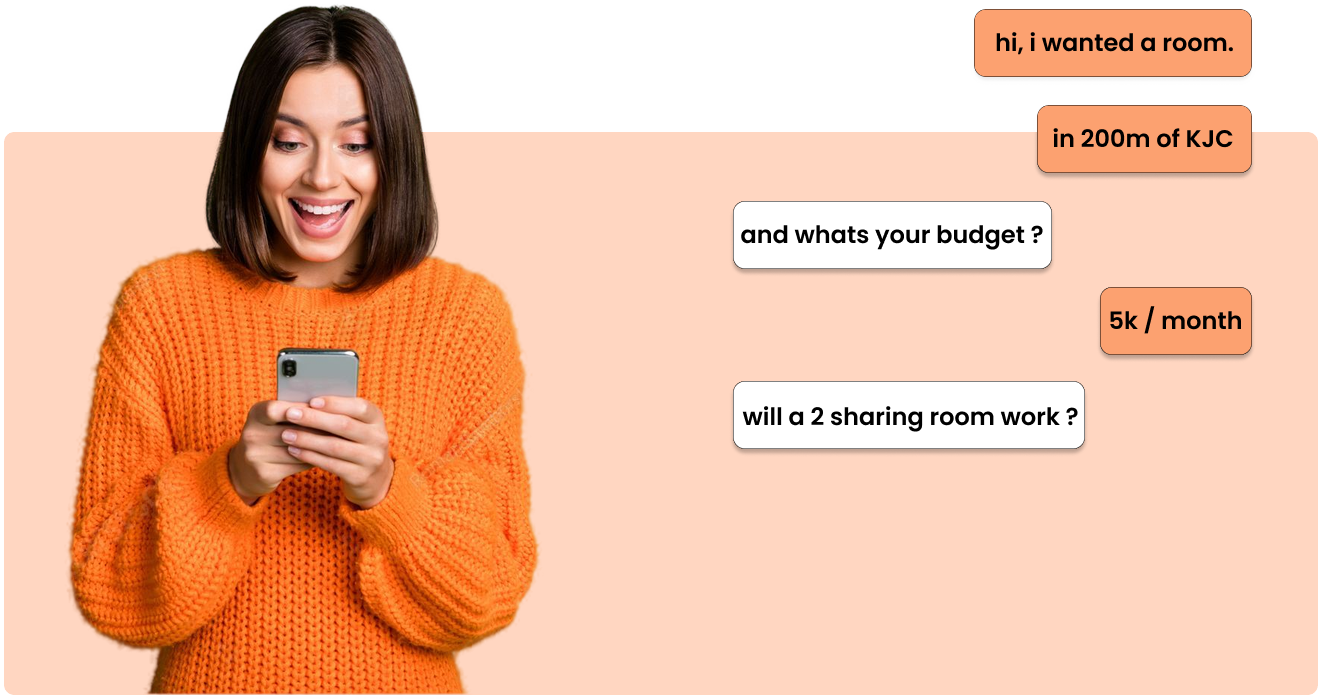 hi, i wanted a room.
in 200m of KJC
and whats your budget ?
5k / month
will a 2 sharing room work ?